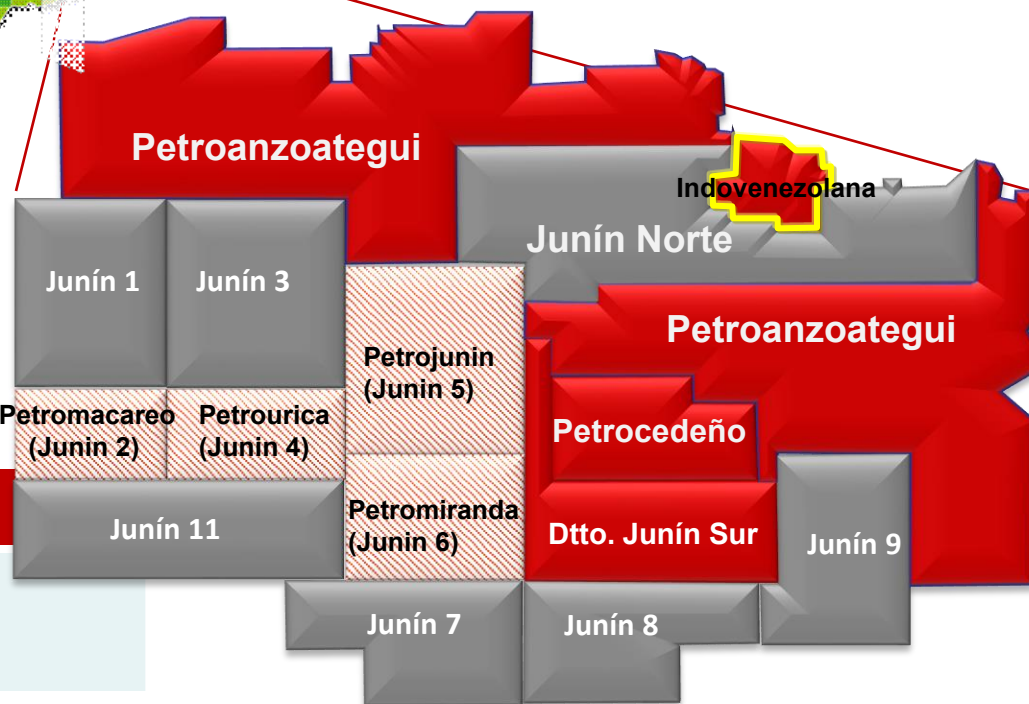 Petroanzoategui
Indovenezolana
Junín Norte
Junín 1
Junín 3
Petroanzoategui
Petrojunin
(Junin 5)
Petromacareo
(Junin 2)
Petrourica
(Junin 4)
Petrocedeño
Petromiranda
(Junin 6)
Junín 11
Dtto. Junín Sur
Junín 9
Junín 7
Junín 8